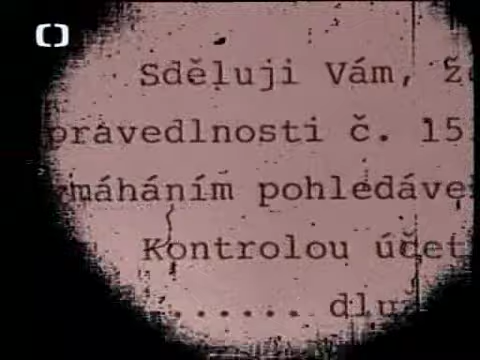 Sděluji Vám, ž
pravedlnosti č. 15
máháním pohledáve
Kontrolou účet
..... dlu